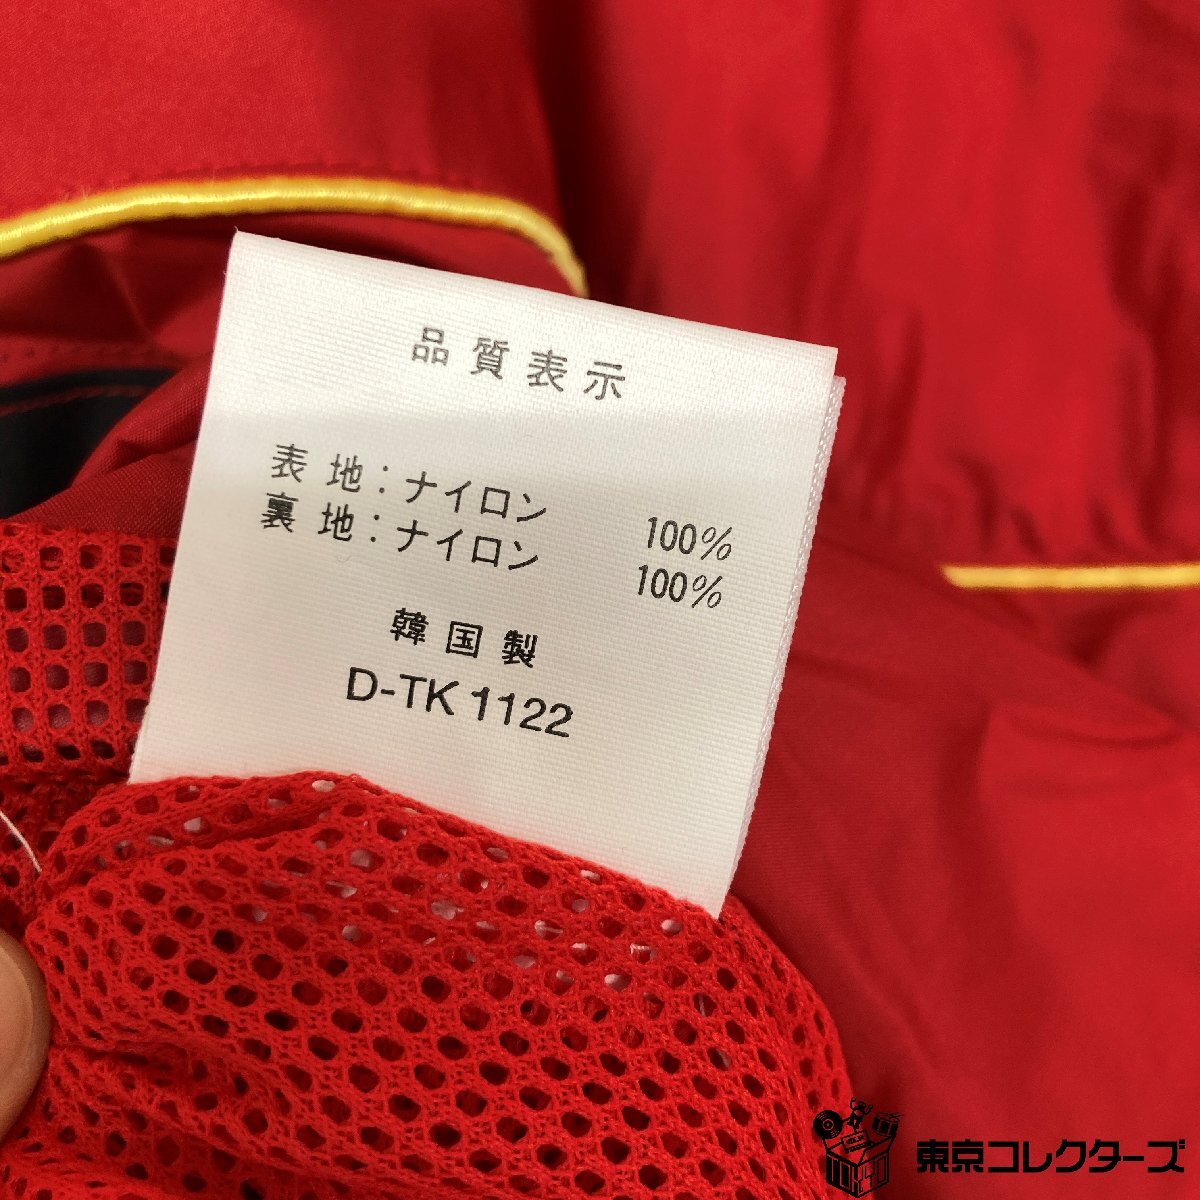 品質表示
表地:ナイロン 100%
裏地:ナイロン 100%
韓国製
D-TK 1122
東京コレクターズ
TOKYO